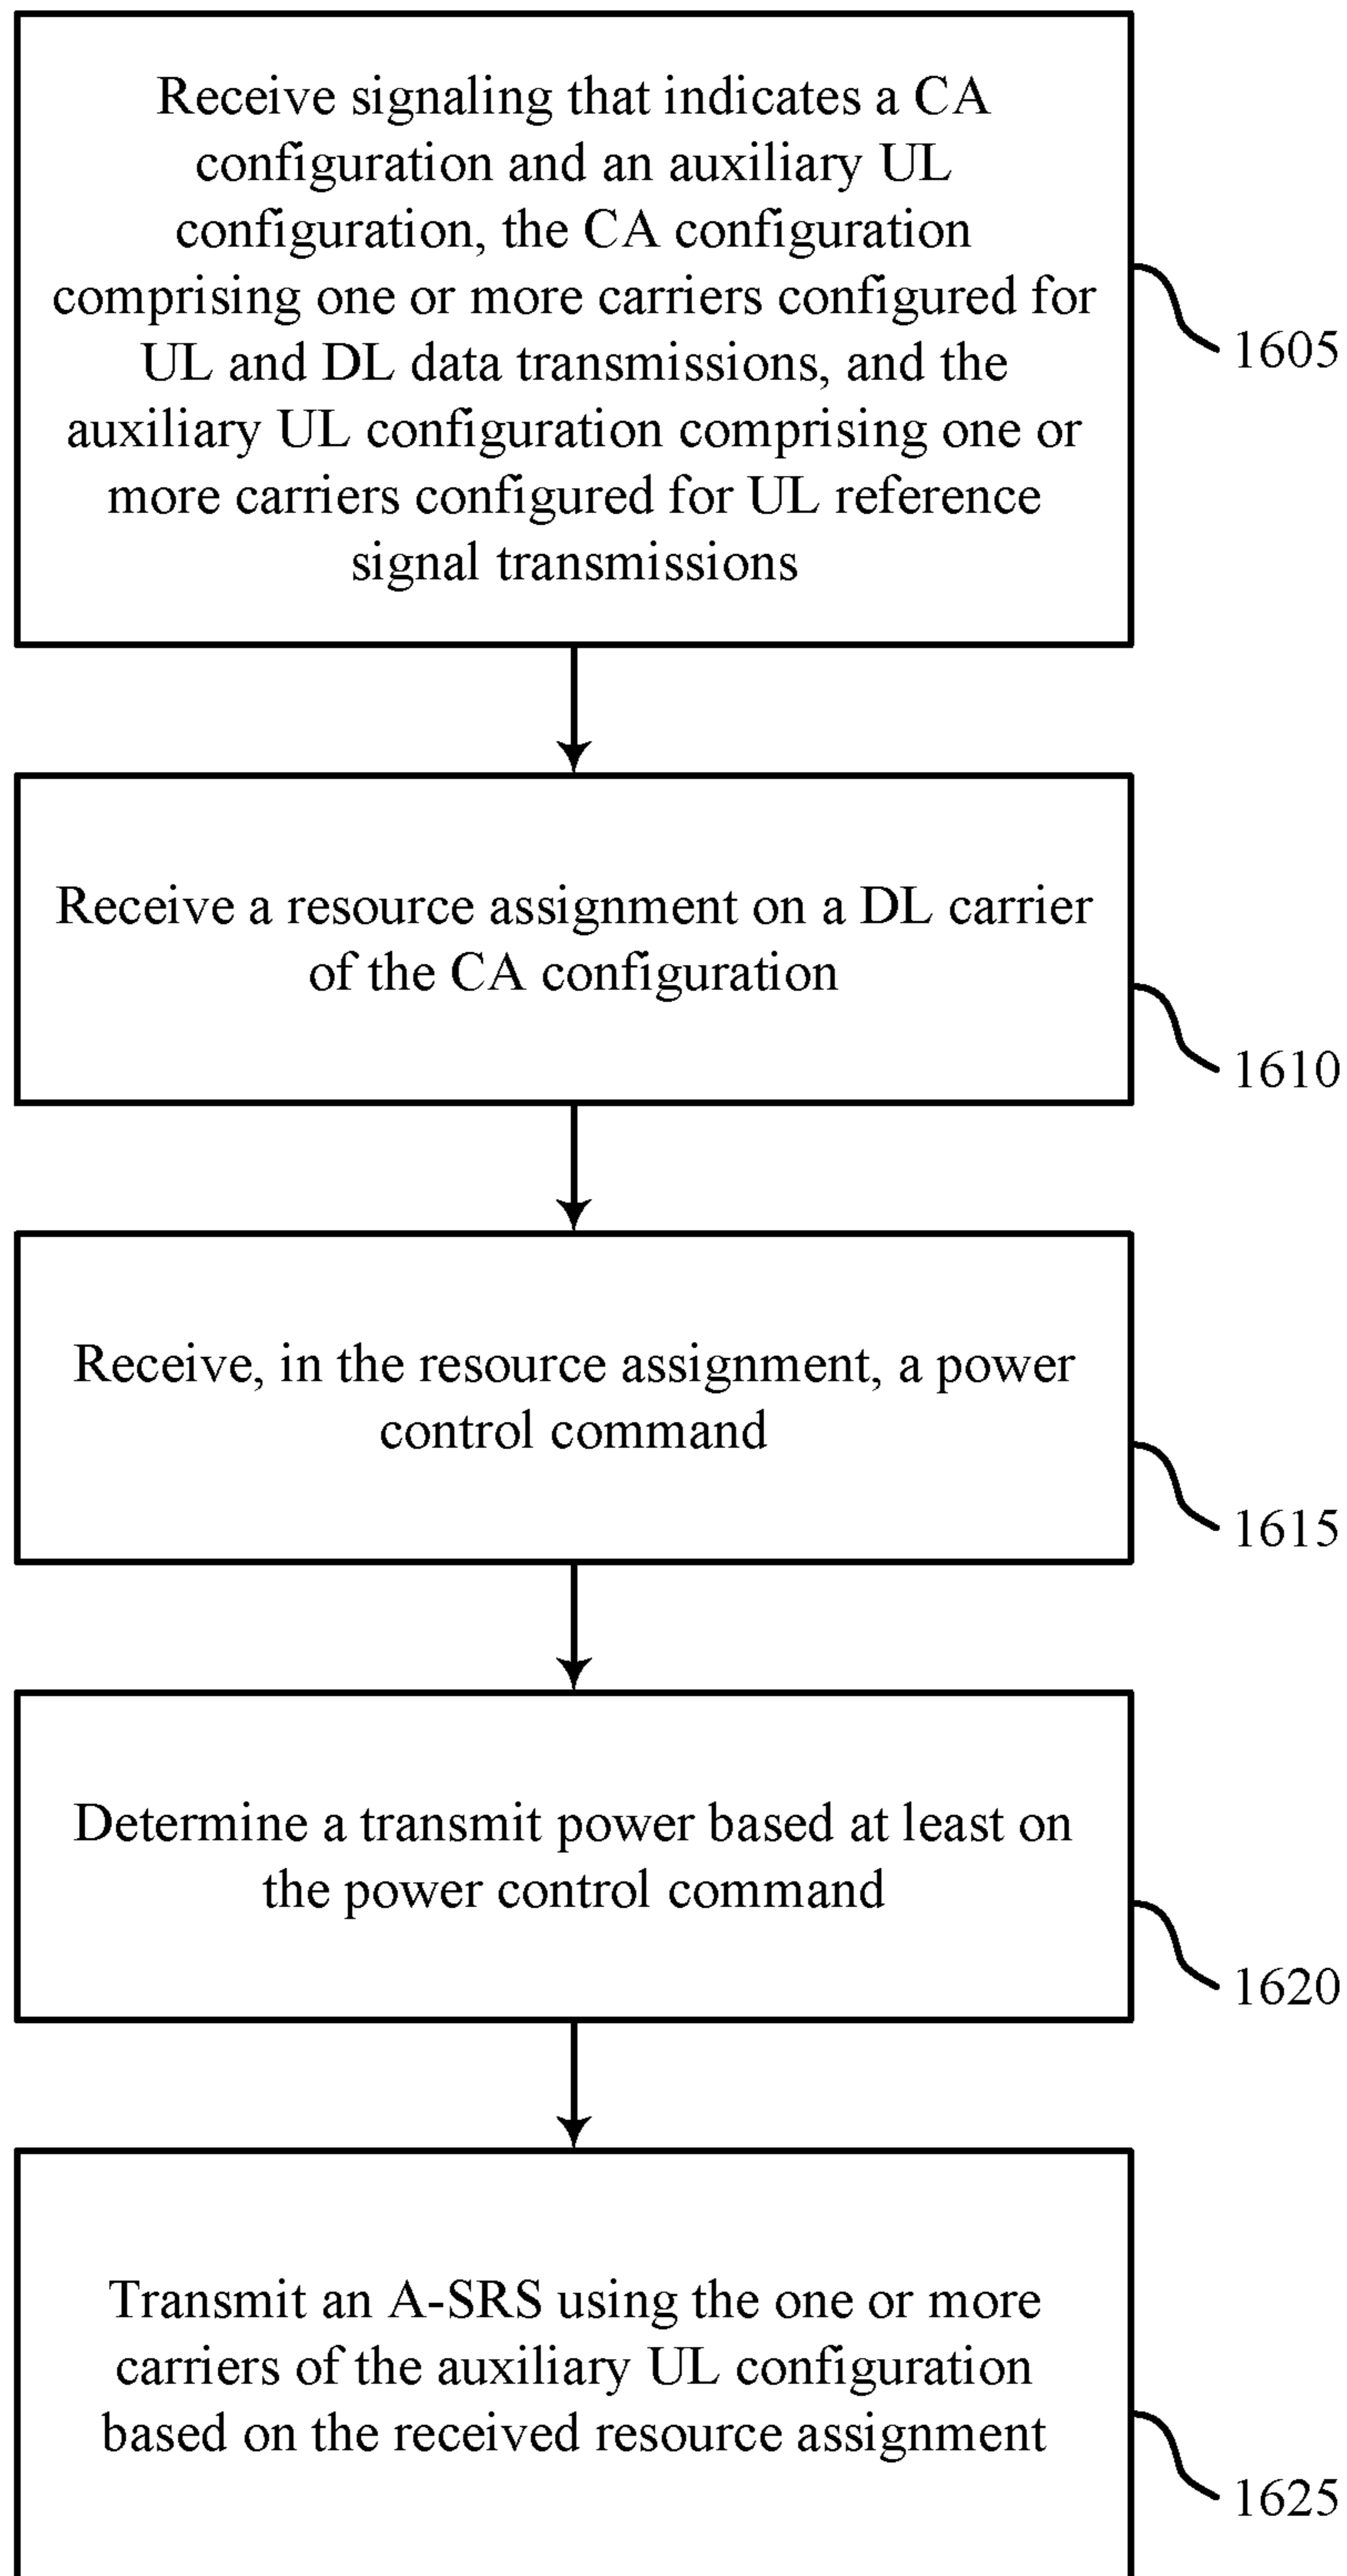 Receive signaling that indicates a CA
configuration and an auxiliary UL
configuration, the CA configuration
comprising one or more carriers configured for
UL and DL data transmissions, and the
auxiliary UL configuration comprising one or
more carriers configured for UL reference
signal transmissions
1605
Receive a resource assignment on a DL carrier
of the CA configuration
1610
Receive, in the resource assignment, a power
control command
1615
Determine a transmit power based at least on
the power control command
1620
Transmit an A-SRS using the one or more
carriers of the auxiliary UL configuration
based on the received resource assignment
1625